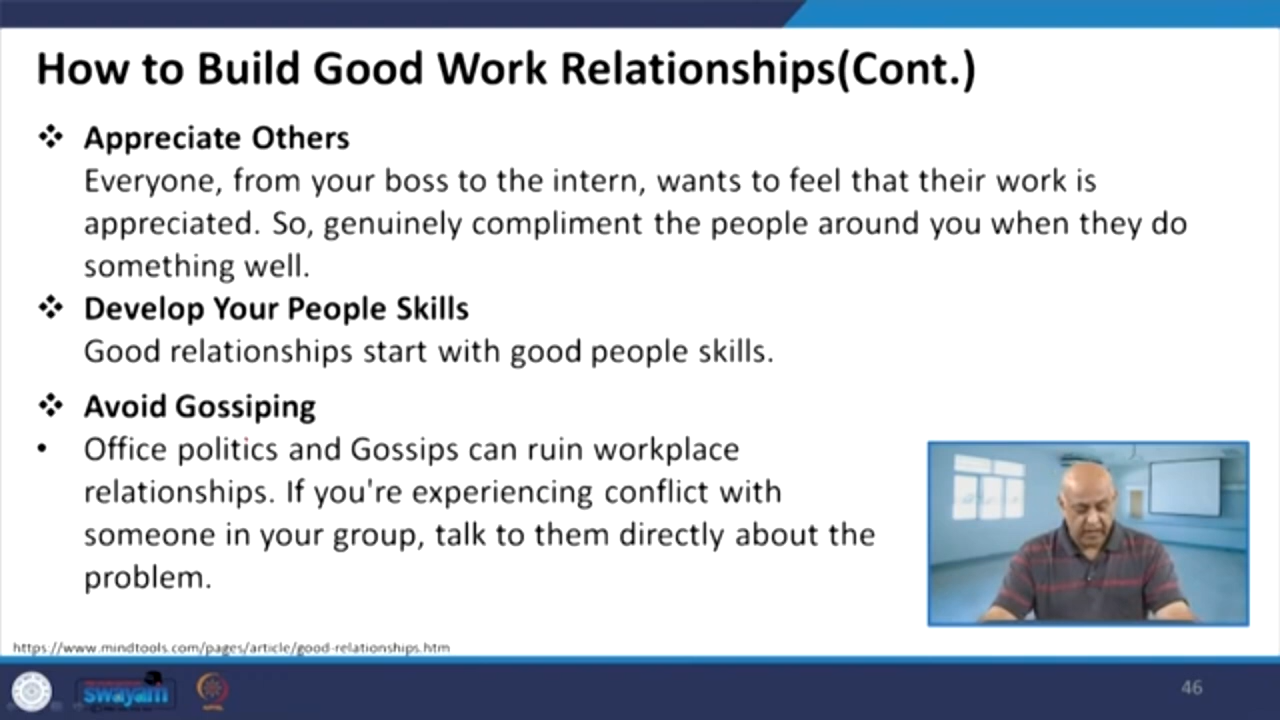 How to Build Good Work Relationships(Cont.)
❖ Appreciate Others
Everyone, from your boss to the intern, wants to feel that their work is
appreciated. So, genuinely compliment the people around you when they do
something well.
❖ Develop Your People Skills
Good relationships start with good people skills.
❖ Avoid Gossiping
• Office politics and Gossips can ruin workplace
relationships. If you're experiencing conflict with
someone in your group, talk to them directly about the
problem.
https://www.mindtools.com/pages/article/good-relationships.htm
swayam
46